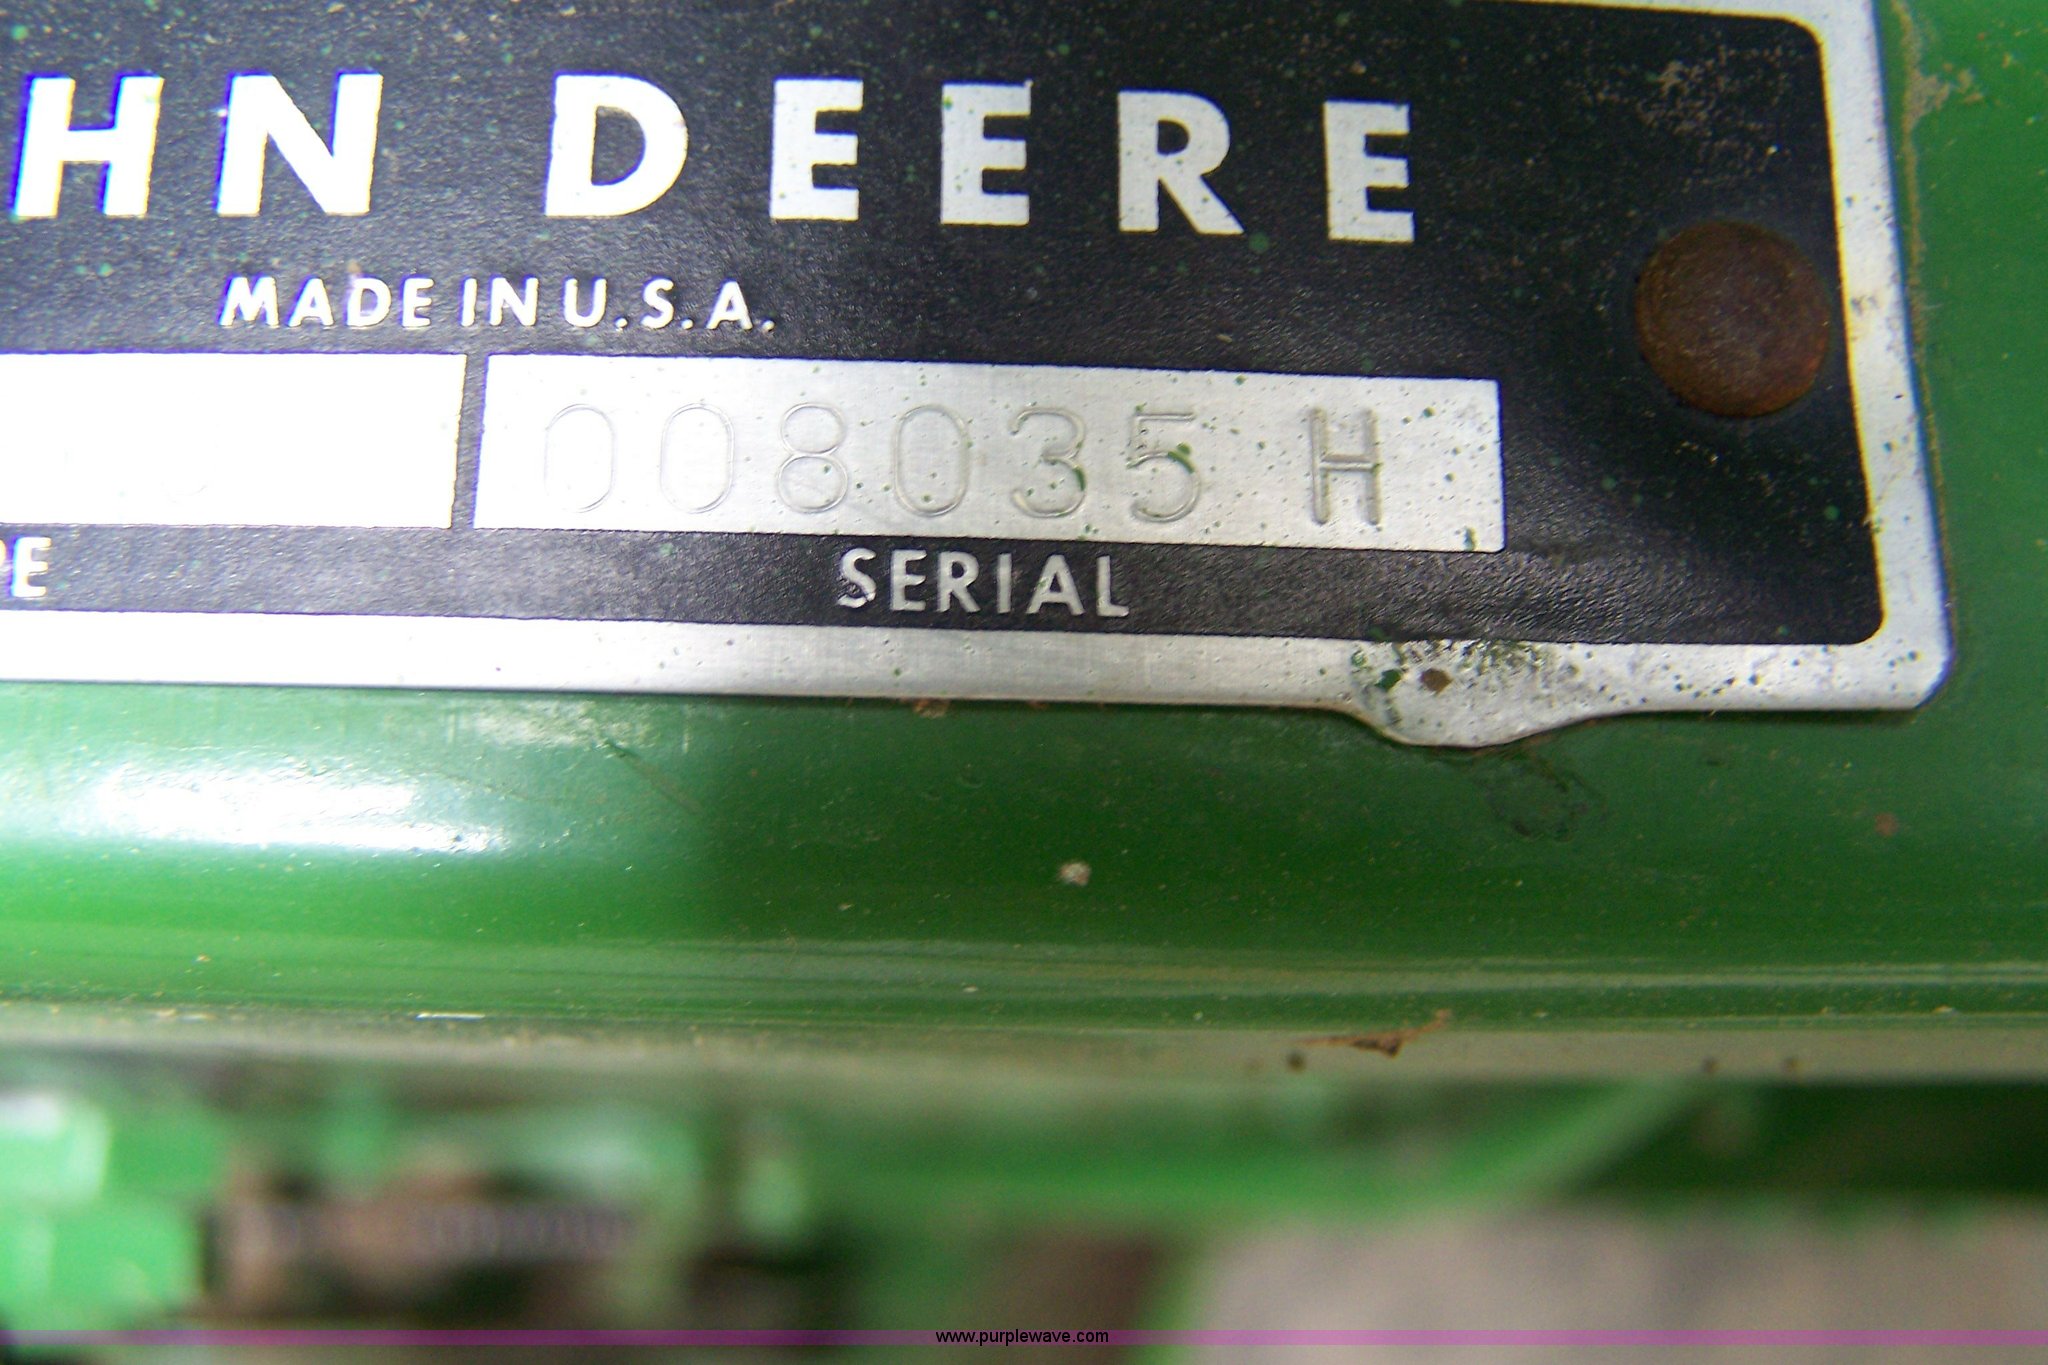 HN DEERE
MADE IN U.S.A.
008035 H
PE
SERIAL
www.purplewave.com